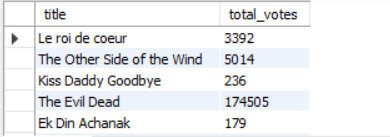 title total_votes
Le roi de coeur 3392
The Other Side of the Wind 5014
Kiss Daddy Goodbye 236
The Evil Dead 174505
Ek Din Achanak 179